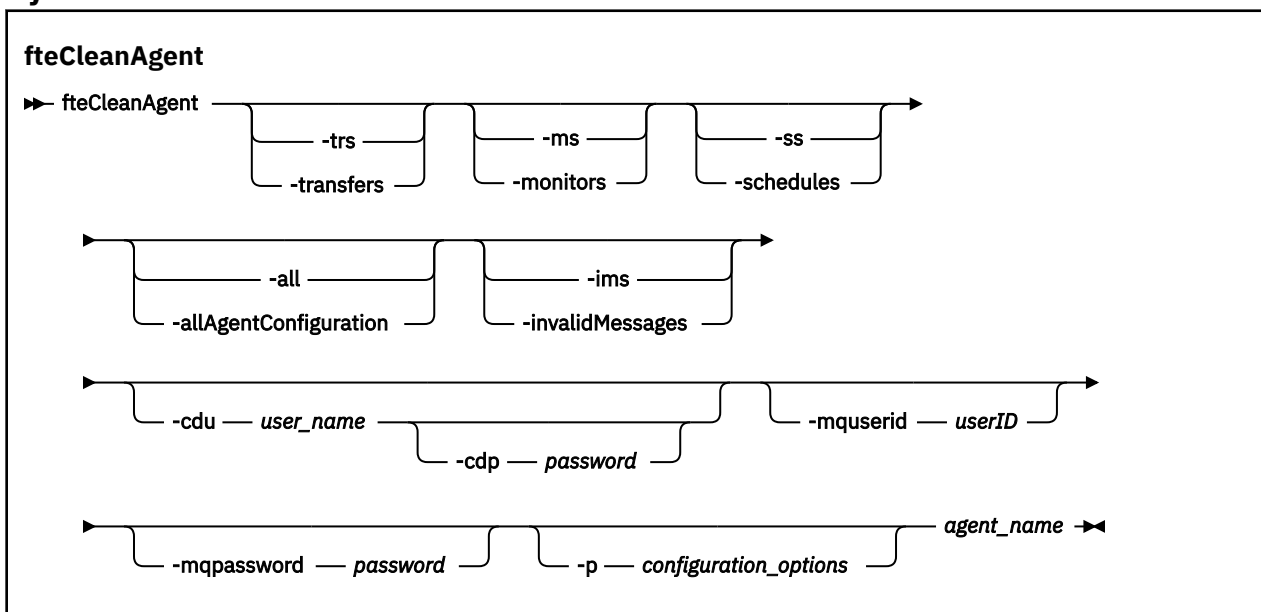 fteCleanAgent
fteCleanAgent
-trs -ms -ss
-transfers -monitors -schedules
-all -ims
-allAgentConfiguration -invalidMessages
-cdu user_name -mquserid userID
-cdp password
agent_name
-mqpassword password -p configuration_options